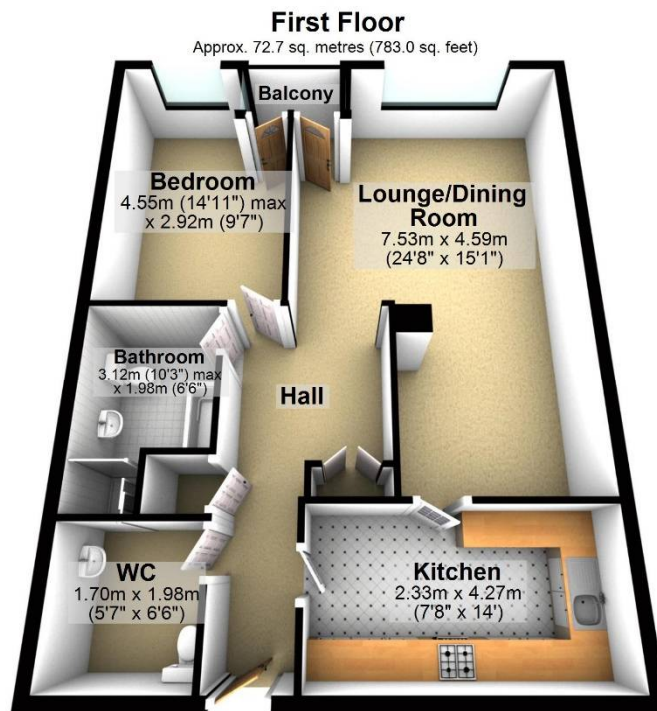 First Floor
Approx. 72.7 sq. metres (783.0 sq. feet)
Balcony
Bedroom
4.55m (14'11") max
x 2.92m (9'7")
Lounge/Dining
Room
7.53m x 4.59m
(24'8" x 15'1")
Bathroom
3.12m (10'3") max
x 1.98m (6'6")
Hall
WC
1.70m x 1.98m
(5'7" x 6'6")
Kitchen
2.33m x 4.27m
(7'8" x 14')